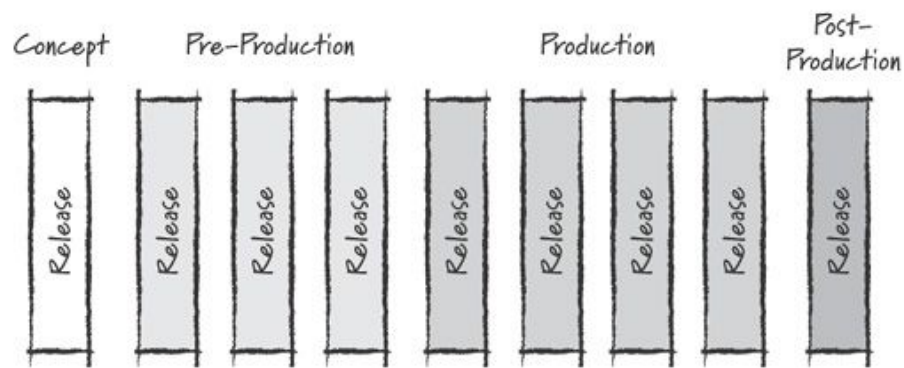 Concept
Pre-Production
Production
Post-
Production
Release
Release
Release
Release
Release
Release
Release
Release
Release